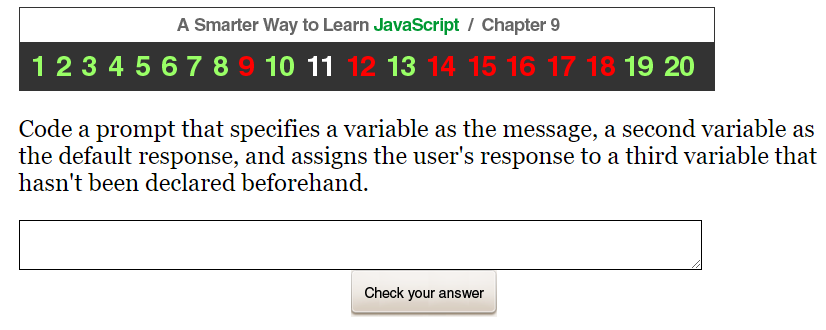 A Smarter Way to Learn JavaScript / Chapter 9
1 2 3 4 5 6 7 8 9 10 11 12 13 14 15 16 17 18 19 20
Code a prompt that specifies a variable as the message, a second variable as
the default response, and assigns the user's response to a third variable that
hasn't been declared beforehand.
Check your answer